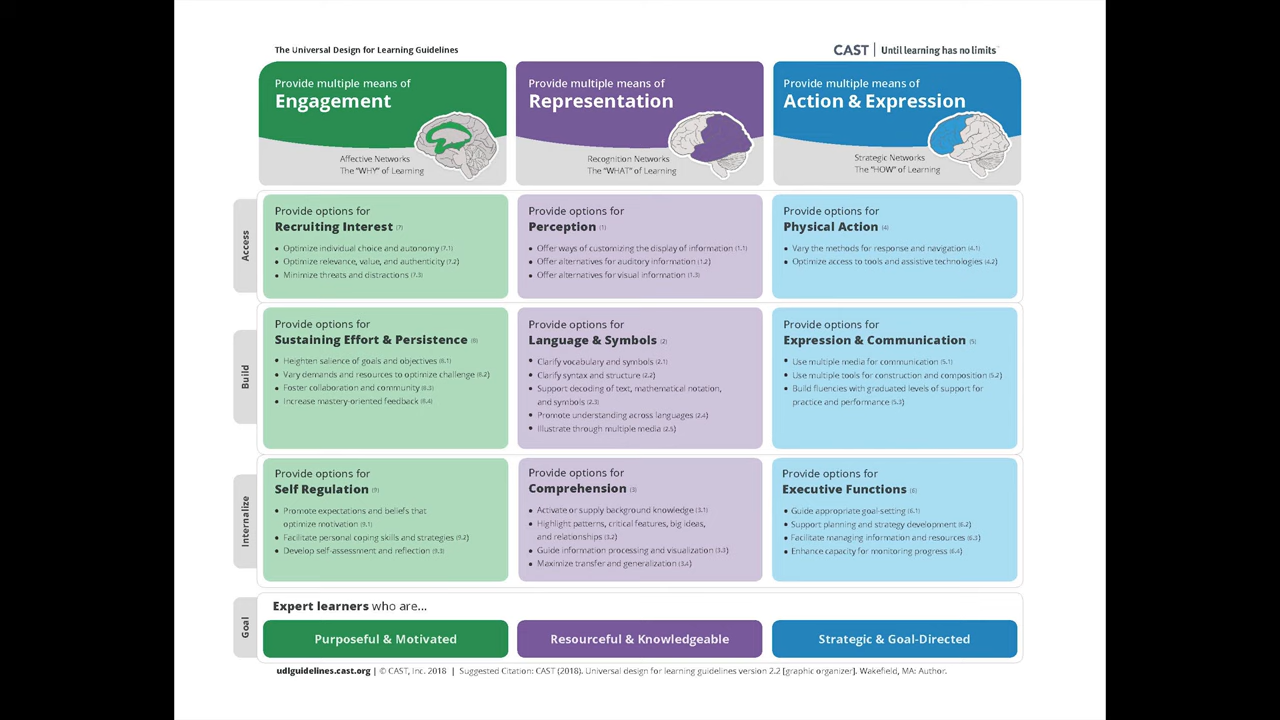 The Universal Design for Learning Guidelines
CAST | Until learning has no limits™
Provide multiple means of
Engagement
Affective Networks
The "WHY" of Learning
Provide multiple means of
Representation
Recognition Networks
The "WHAT" of Learning
Provide multiple means of
Action & Expression
Strategic Networks
The "HOW" of Learning
Access
Provide options for
Recruiting Interest (7)
• Optimize individual choice and autonomy (7.1)
• Optimize relevance, value, and authenticity (7.2)
• Minimize threats and distractions (7.3)
Provide options for
Perception (1)
• Offer ways of customizing the display of information (1.1)
• Offer alternatives for auditory information (1.2)
• Offer alternatives for visual information (1.3)
Provide options for
Physical Action (4)
• Vary the methods for response and navigation (4.1)
• Optimize access to tools and assistive technologies (4.2)
Build
Provide options for
Sustaining Effort & Persistence (8)
• Heighten salience of goals and objectives (8.1)
• Vary demands and resources to optimize challenge (8.2)
• Foster collaboration and community (8.3)
• Increase mastery-oriented feedback (8.4)
Provide options for
Language & Symbols (2)
• Clarify vocabulary and symbols (2.1)
• Clarify syntax and structure (2.2)
• Support decoding of text, mathematical notation,
and symbols (2.3)
• Promote understanding across languages (2.4)
• Illustrate through multiple media (2.5)
Provide options for
Expression & Communication (5)
• Use multiple media for communication (5.1)
• Use multiple tools for construction and composition (5.2)
• Build fluencies with graduated levels of support for
practice and performance (5.3)
Internalize
Provide options for
Self Regulation (9)
• Promote expectations and beliefs that
optimize motivation (9.1)
• Facilitate personal coping skills and strategies (9.2)
• Develop self-assessment and reflection (9.3)
Provide options for
Comprehension (3)
• Activate or supply background knowledge (3.1)
• Highlight patterns, critical features, big ideas,
and relationships (3.2)
• Guide information processing and visualization (3.3)
• Maximize transfer and generalization (3.4)
Provide options for
Executive Functions (6)
• Guide appropriate goal-setting (6.1)
• Support planning and strategy development (6.2)
• Facilitate managing information and resources (6.3)
• Enhance capacity for monitoring progress (6.4)
Goal
Expert learners who are...
Purposeful & Motivated
Resourceful & Knowledgeable
Strategic & Goal-Directed
udlguidelines.cast.org | © CAST, Inc. 2018 | Suggested Citation: CAST (2018). Universal design for learning guidelines version 2.2 [graphic organizer]. Wakefield, MA: Author.